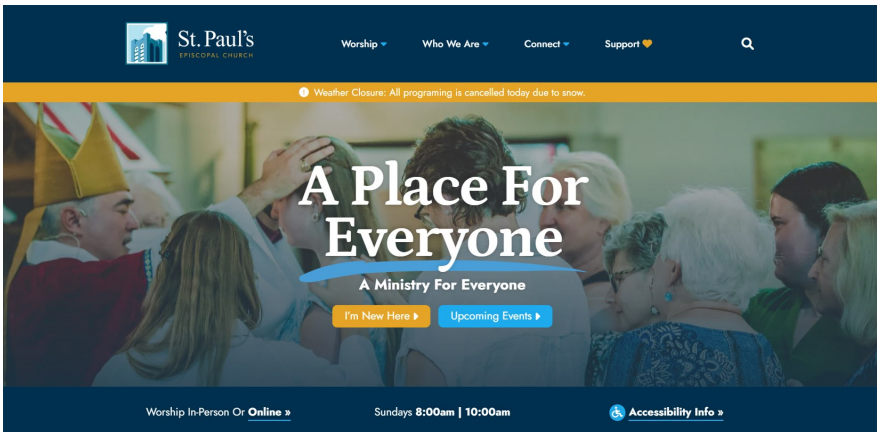 St. Paul's
EPISCOPAL CHURCH
Worship
Who We Are
Connect
Support
Weather Closure: All programing is cancelled today due to snow.
A Place For
Everyone
A Ministry For Everyone
I'm New Here
Upcoming Events
Worship In-Person Or Online »
Sundays 8:00am | 10:00am
Accessibility Info »